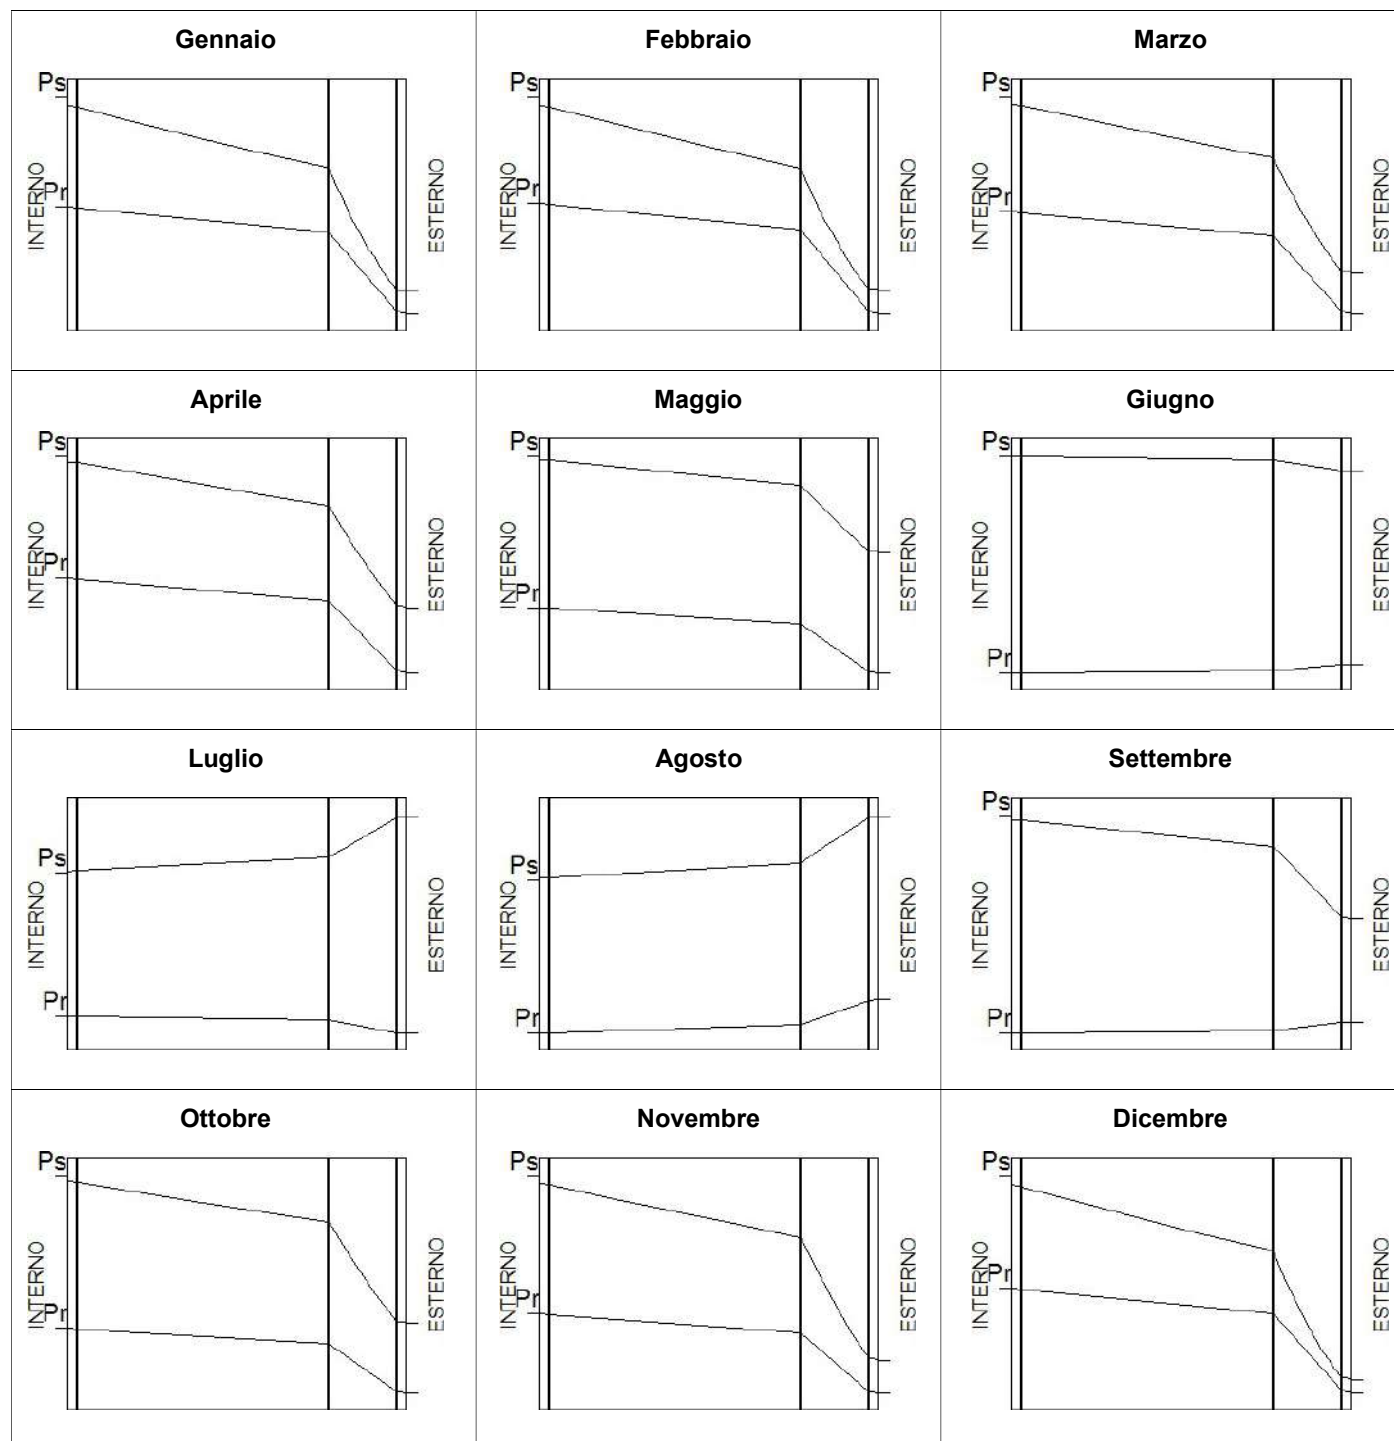 Gennaio
Ps
Pr
INTERNO
ESTERNO
Febbraio
Ps
Pr
INTERNO
ESTERNO
Marzo
Ps
Pr
INTERNO
ESTERNO
Aprile
Ps
Pr
INTERNO
ESTERNO
Maggio
Ps
Pr
INTERNO
ESTERNO
Giugno
Ps
Pr
INTERNO
ESTERNO
Luglio
Ps
Pr
INTERNO
ESTERNO
Agosto
Ps
Pr
INTERNO
ESTERNO
Settembre
Ps
Pr
INTERNO
ESTERNO
Ottobre
Ps
Pr
INTERNO
ESTERNO
Novembre
Ps
Pr
INTERNO
ESTERNO
Dicembre
Ps
Pr
INTERNO
ESTERNO